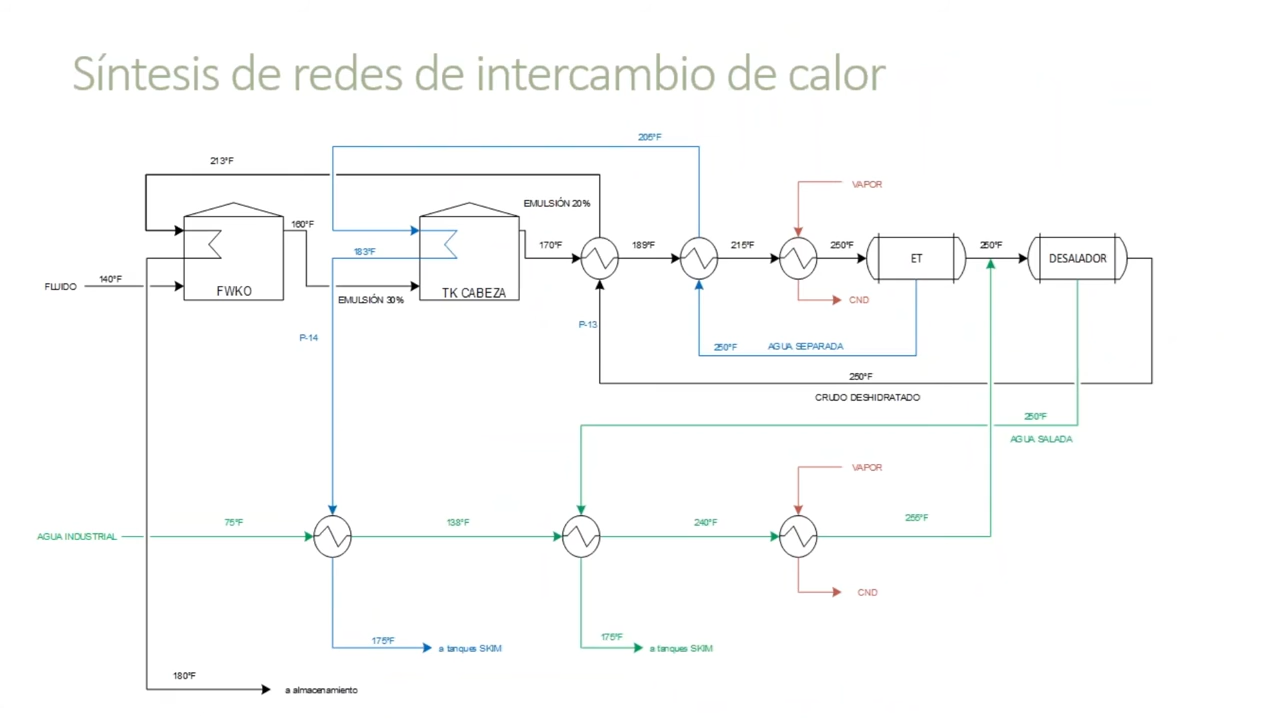 Síntesis de redes de intercambio de calor
205°F
213°F
VAPOR
EMULSIÓN 20%
160°F
170°F
189°F
215°F
250°F
250°F
183°F
ET
DESALADOR
140°F
FLUJO
FWKO
TK CABEZA
EMULSIÓN 30%
CND
P-14
P-13
250°F
AGUA SEPARADA
250°F
CRUDO DESHIDRATADO
250°F
AGUA SALADA
VAPOR
75°F
138°F
240°F
255°F
AGUA INDUSTRIAL
CND
175°F
a tanques SKIM
175°F
a tanques SKIM
180°F
a almacenamiento